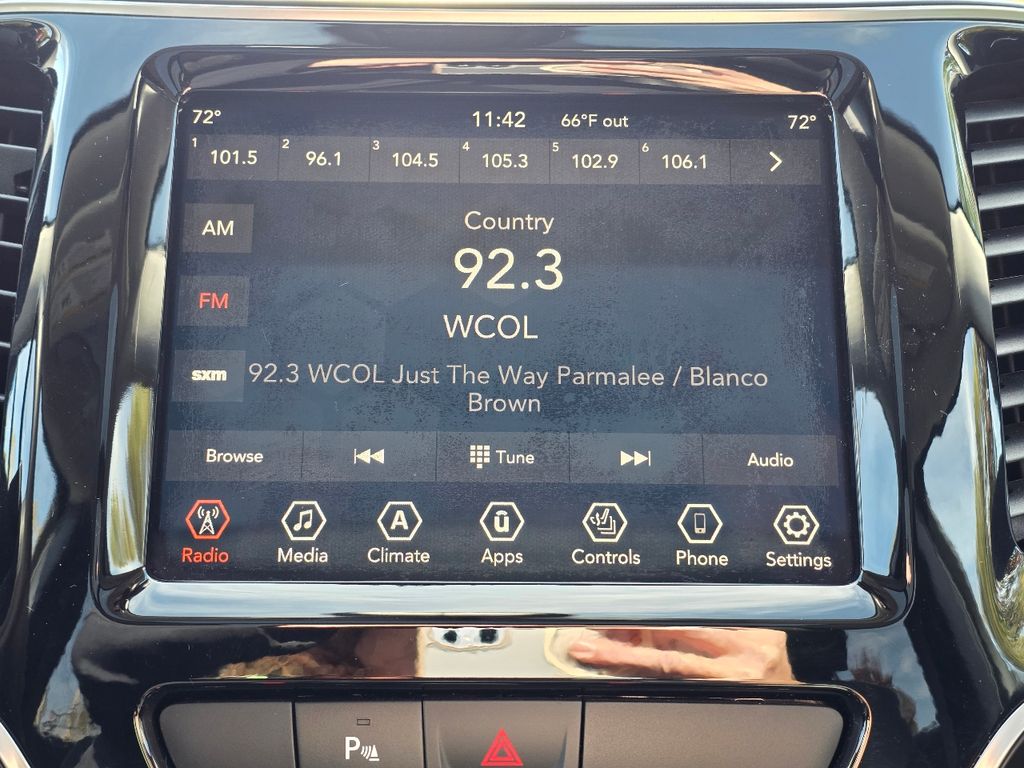 72° 11:42 66°F out 72°
1 101.5 2 96.1 3 104.5 4 105.3 5 102.9 6 106.1
AM
Country
92.3
FM
WCOL
sxm
92.3 WCOL Just The Way Parmalee / Blanco
Brown
Browse Tune Audio
A
Radio Media Climate Apps Controls Phone Settings
P